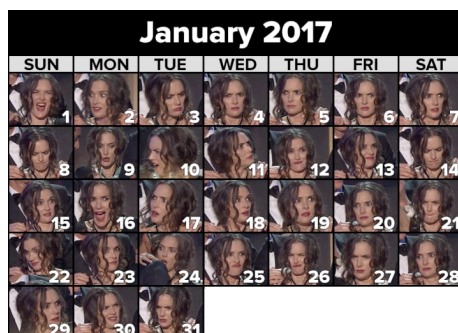 January 2017
SUN MON TUE WED THU FRI SAT
1 2 3 4 5 6 7
8 9 10 11 12 13 14
15 16 17 18 19 20 21
22 23 24 25 26 27 28
29 30 31